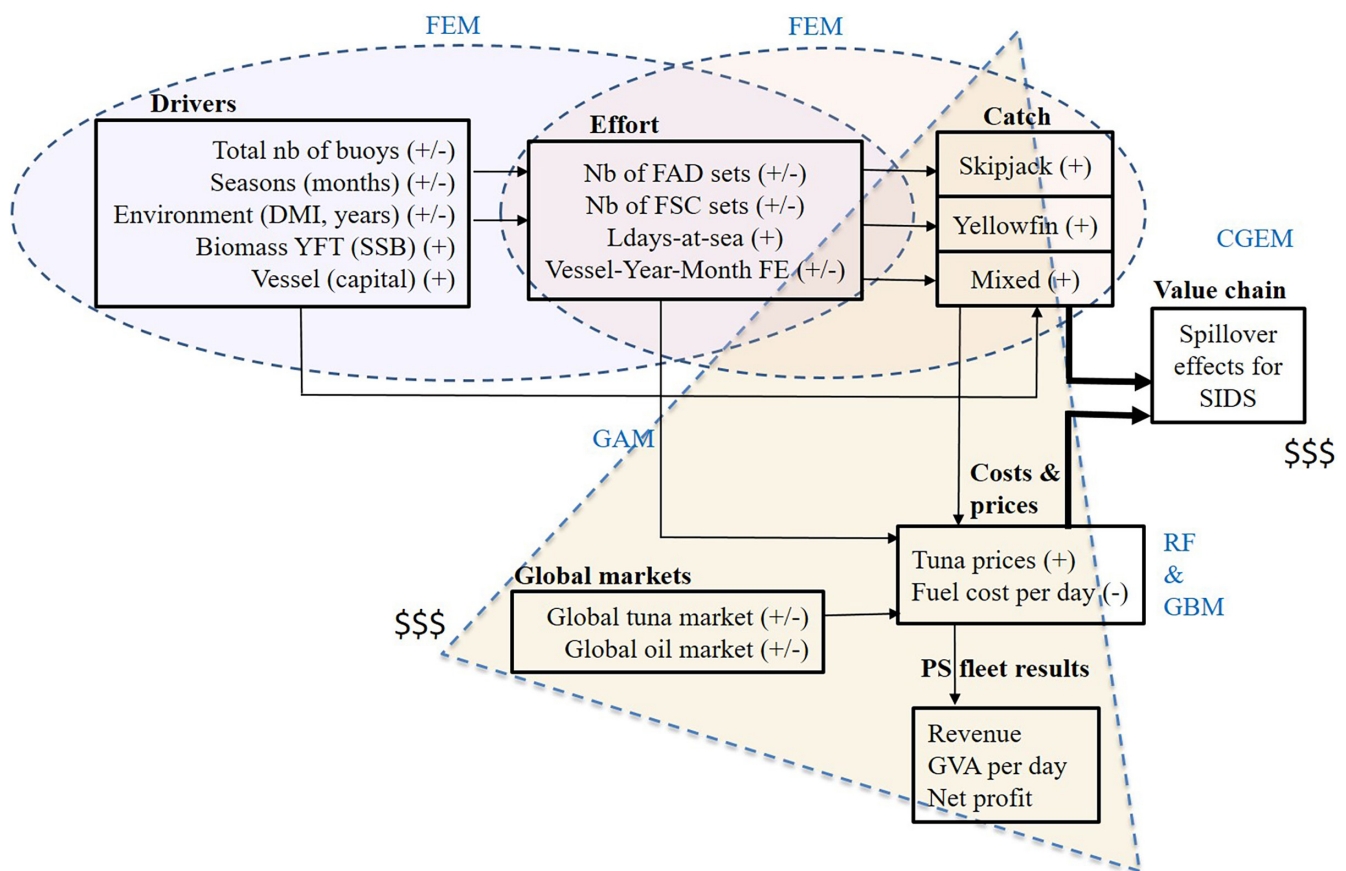 FEM
FEM
Drivers
Total nb of buoys (+/-)
Seasons (months) (+/-)
Environment (DMI, years) (+/-)
Biomass YFT (SSB) (+)
Vessel (capital) (+)
Effort
Nb of FAD sets (+/-)
Nb of FSC sets (+/-)
Ldays-at-sea (+)
Vessel-Year-Month FE (+/-)
Catch
Skipjack (+)
Yellowfin (+)
Mixed (+)
CGEM
Value chain
Spillover
effects for
SIDS
$$$
GAM
Costs &
prices
Tuna prices (+)
Fuel cost per day (-)
RF
&
GBM
Global markets
Global tuna market (+/-)
Global oil market (+/-)
$$$
PS fleet results
Revenue
GVA per day
Net profit